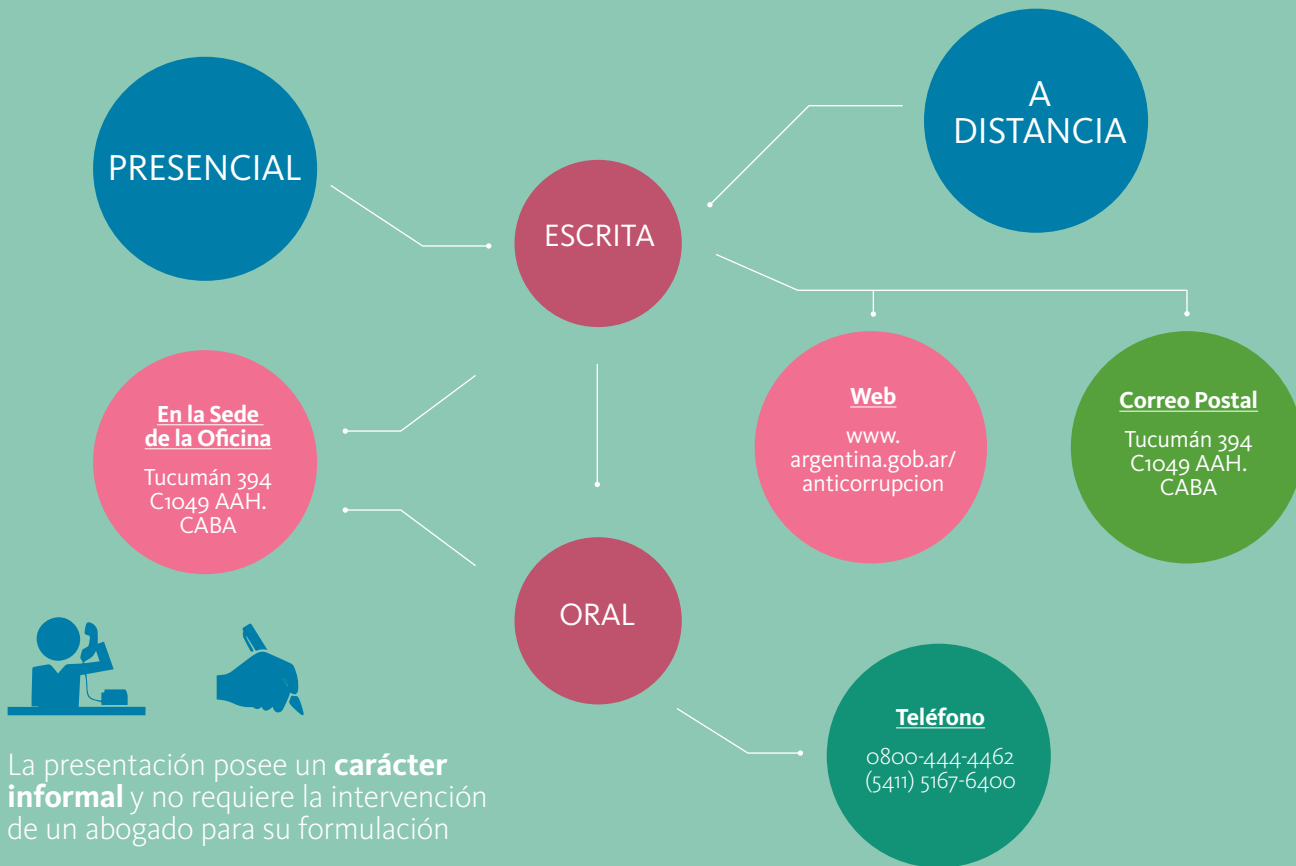 PRESENCIAL
A
DISTANCIA
ESCRITA
En la Sede
de la Oficina
Tucumán 394
C1049 AAH.
CABA
Web
www.
argentina.gob.ar/
anticorrupcion
Correo Postal
Tucumán 394
C1049 AAH.
CABA
ORAL
Teléfono
0800-444-4462
(5411) 5167-6400
La presentación posee un carácter
informal y no requiere la intervención
de un abogado para su formulación